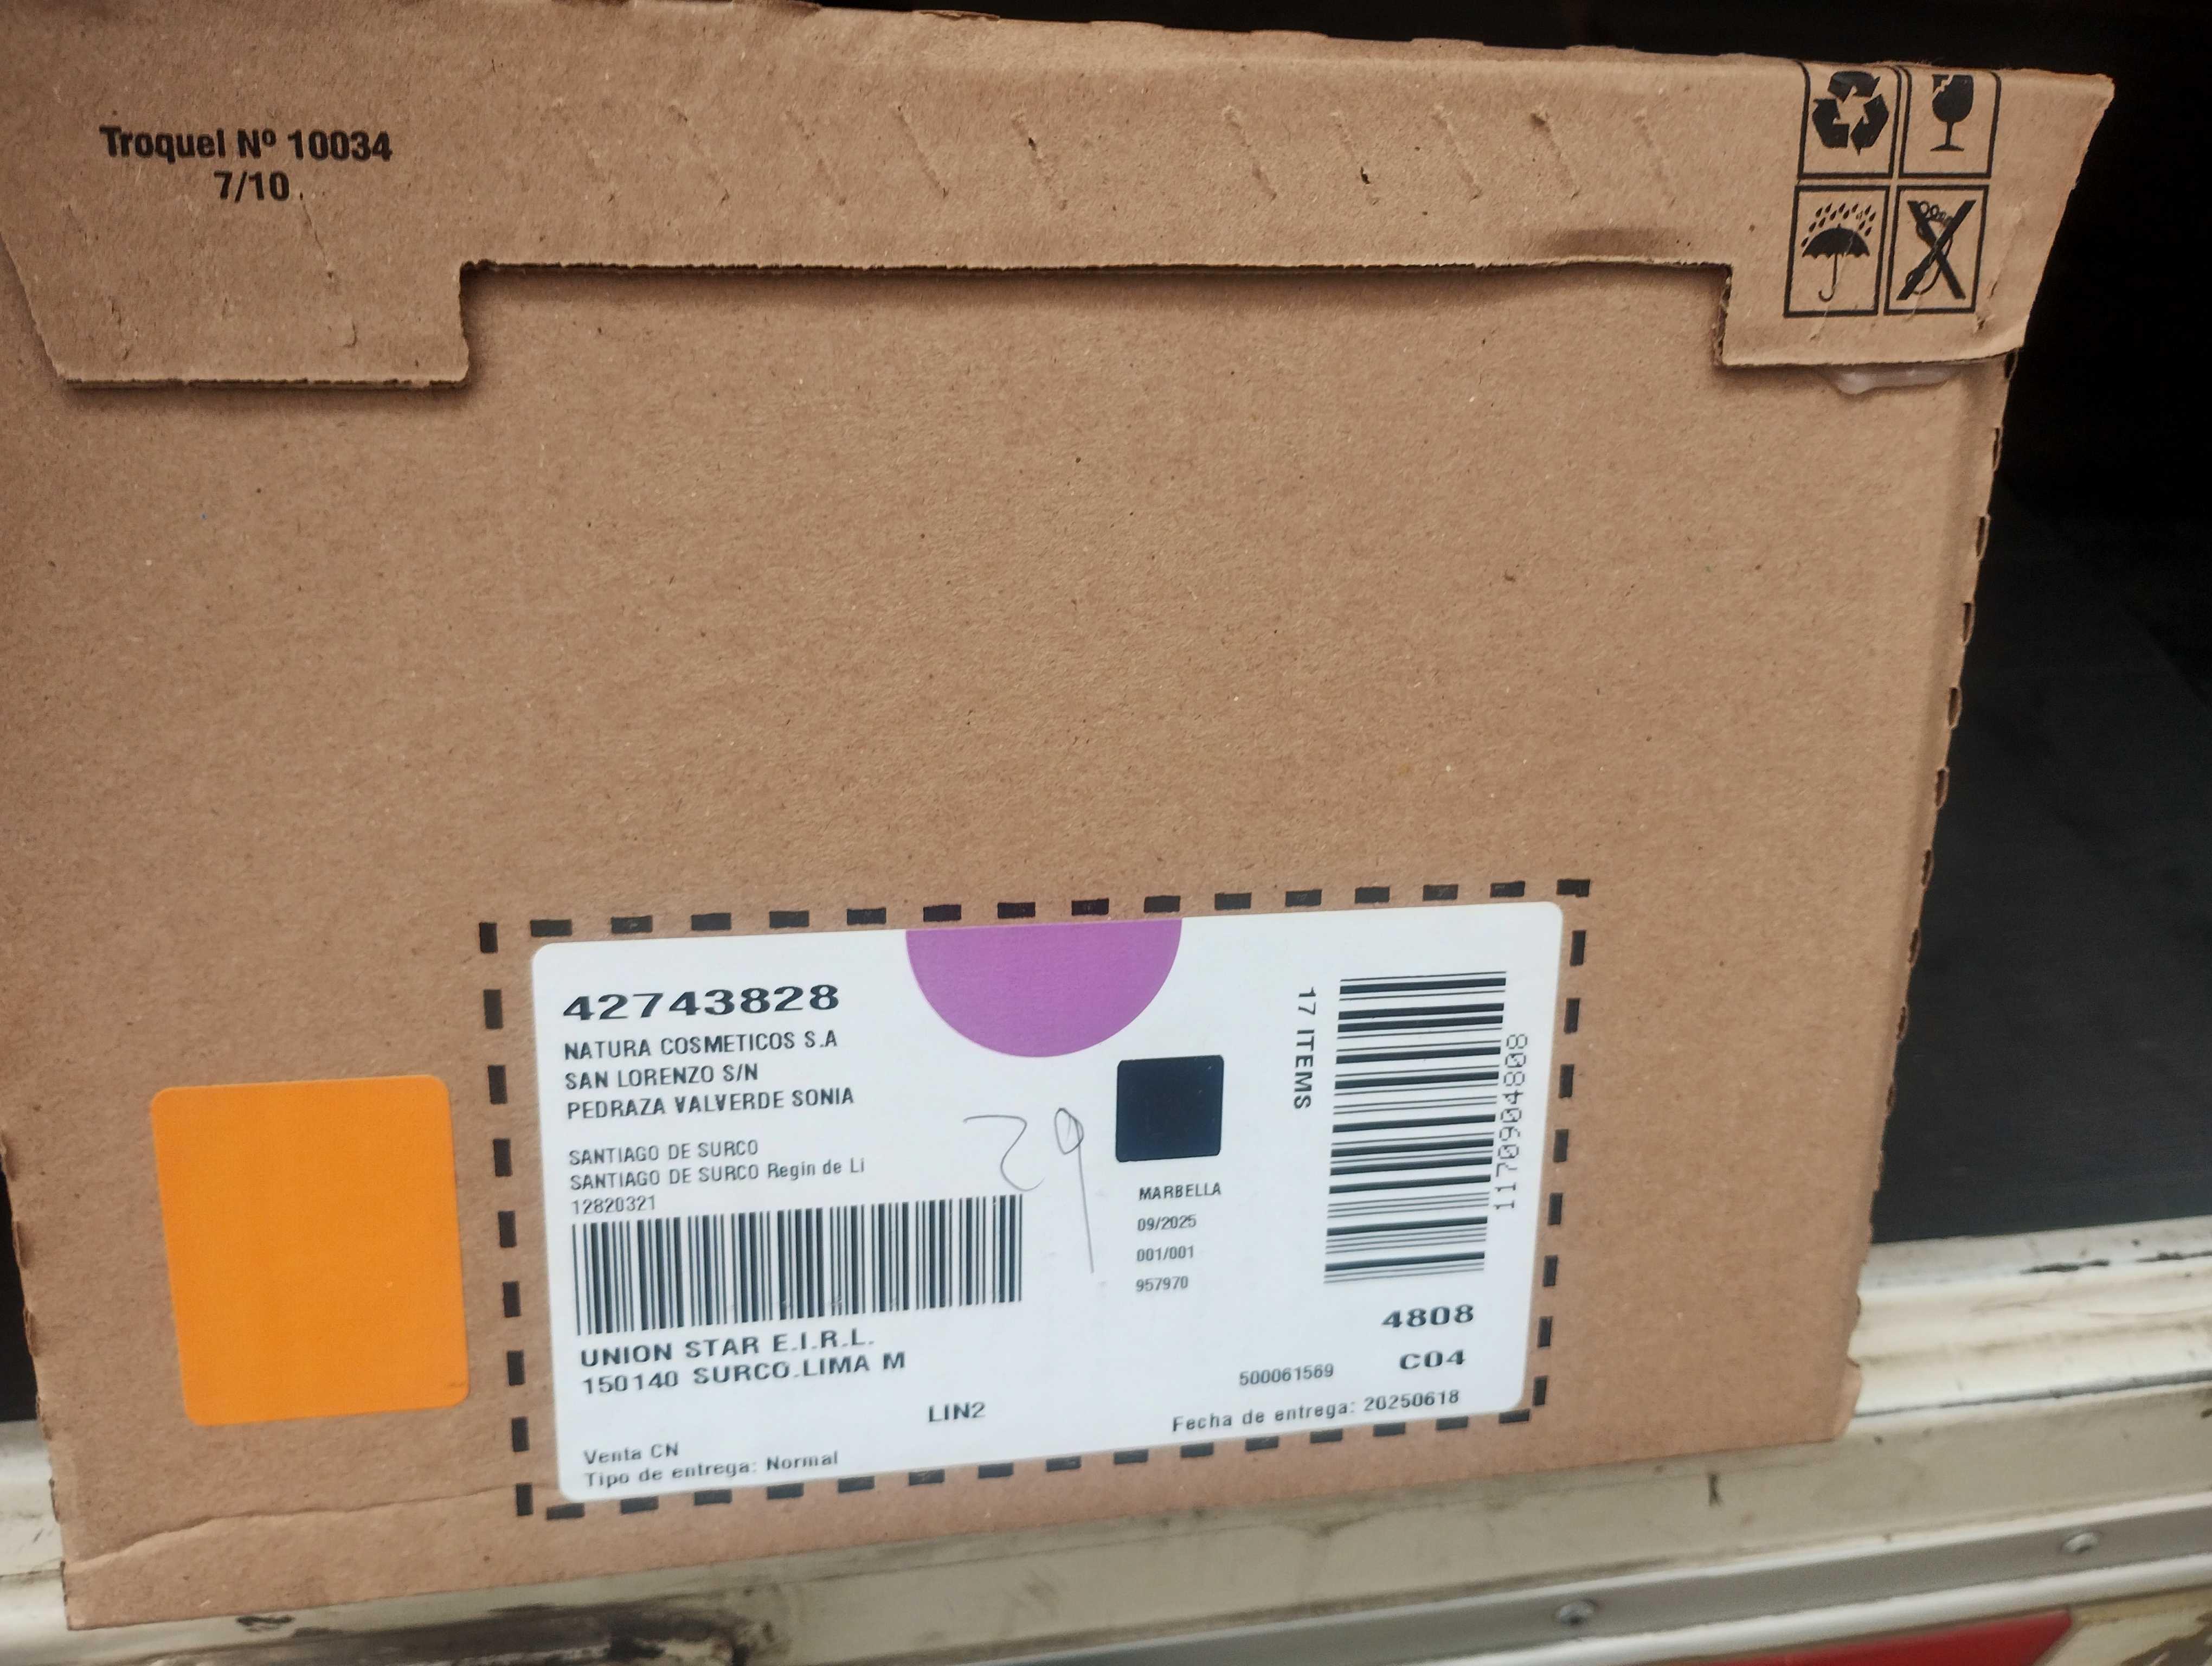 Troquel Nº 10034
7/10
42743828
NATURA COSMETICOS S.A
SAN LORENZO S/N
PEDRAZA VALVERDE SONIA
SANTIAGO DE SURCO
SANTIAGO DE SURCO Regin de Li
12820321
UNION STAR E.I.R.L.
150140 SURCO.LIMA M
LIN2
Venta CN
Tipo de entrega: Normal
29
MARBELLA
09/2025
001/001
957970
17 ITEMS
117090904808
4808
C04
500061569
Fecha de entrega: 20250618